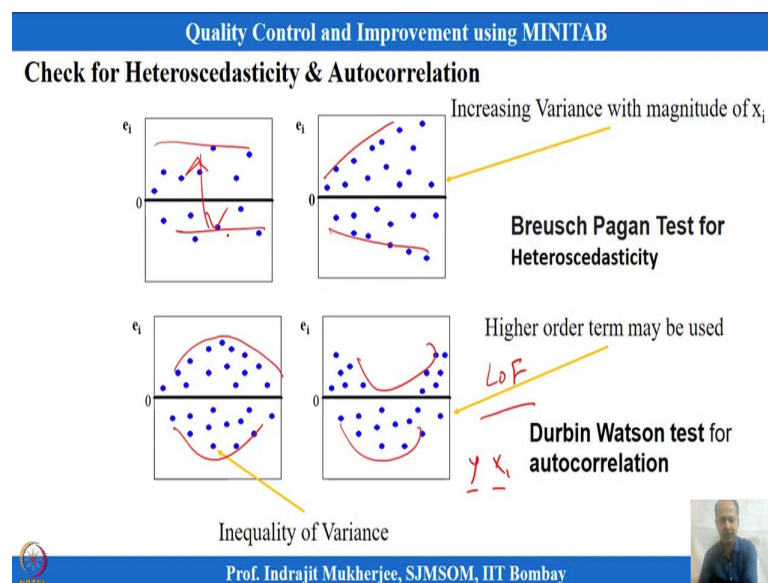 Quality Control and Improvement using MINITAB
Check for Heteroscedasticity & Autocorrelation
Increasing Variance with magnitude of xi
ei
ei
0
0
Breusch Pagan Test for
Heteroscedasticity
ei
ei
Higher order term may be used
LOF
0
0
Durbin Watson test for
autocorrelation
y x1
Inequality of Variance
NPTEL
Prof. Indrajit Mukherjee, SJMSOM, IIT Bombay